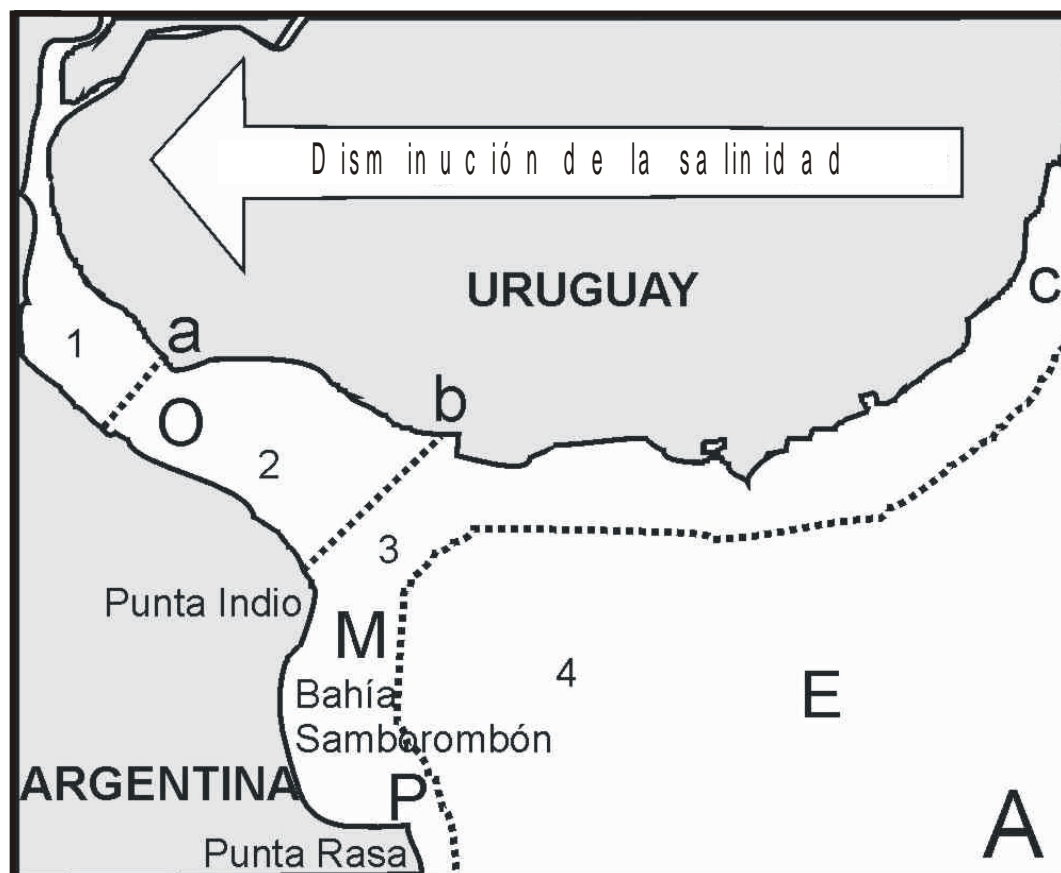 Disminución de la salinidad
URUGUAY
C
1
a
O
b
2
3
Punta Indio
M
4
E
Bahía
Samborombón
ARGENTINA
P
A
Punta Rasa